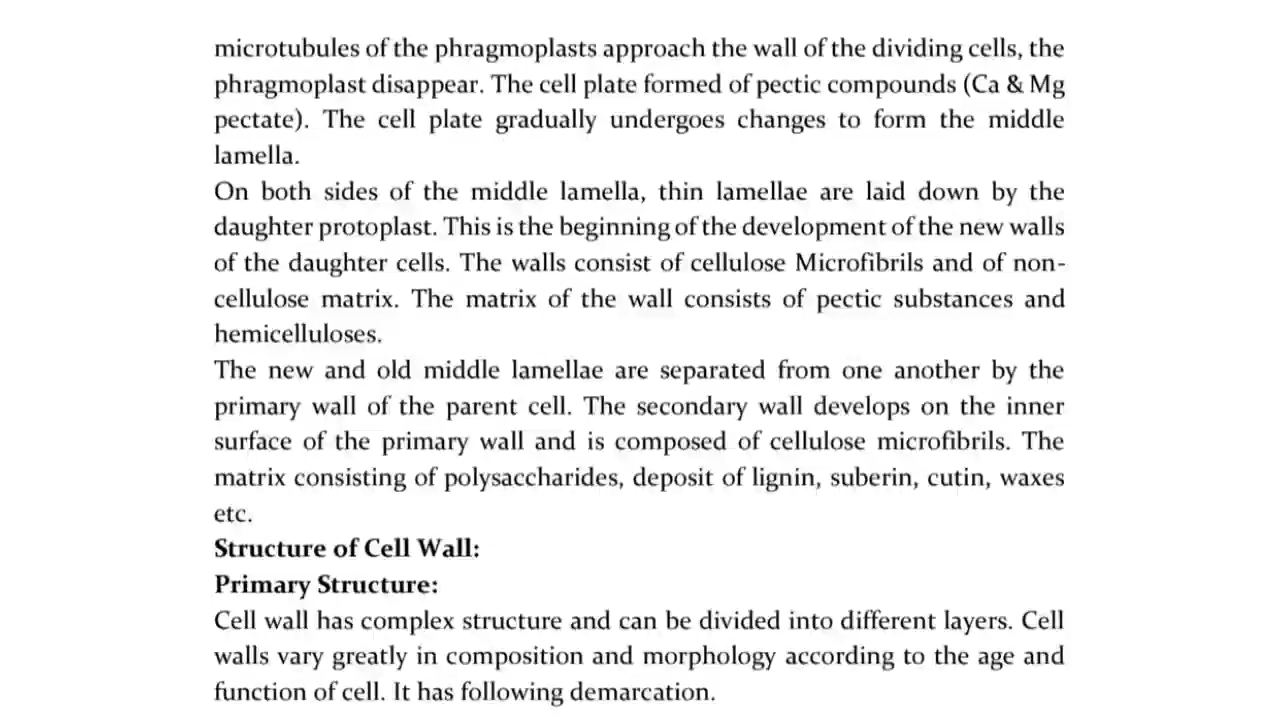 microtubules of the phragmoplasts approach the wall of the dividing cells, the
phragmoplast disappear. The cell plate formed of pectic compounds (Ca & Mg
pectate). The cell plate gradually undergoes changes to form the middle
lamella.
On both sides of the middle lamella, thin lamellae are laid down by the
daughter protoplast. This is the beginning of the development of the new walls
of the daughter cells. The walls consist of cellulose Microfibrils and of non-
cellulose matrix. The matrix of the wall consists of pectic substances and
hemicelluloses.
The new and old middle lamellae are separated from one another by the
primary wall of the parent cell. The secondary wall develops on the inner
surface of the primary wall and is composed of cellulose microfibrils. The
matrix consisting of polysaccharides, deposit of lignin, suberin, cutin, waxes
etc.
Structure of Cell Wall:
Primary Structure:
Cell wall has complex structure and can be divided into different layers. Cell
walls vary greatly in composition and morphology according to the age and
function of cell. It has following demarcation.